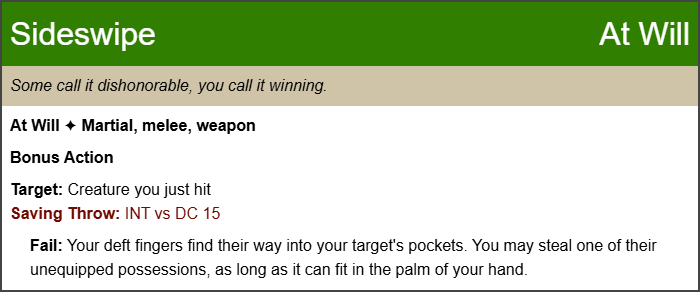 Sideswipe At Will
Some call it dishonorable, you call it winning.
At Will ✦ Martial, melee, weapon
Bonus Action
Target: Creature you just hit
Saving Throw: INT vs DC 15
Fail: Your deft fingers find their way into your target's pockets. You may steal one of their
unequipped possessions, as long as it can fit in the palm of your hand.